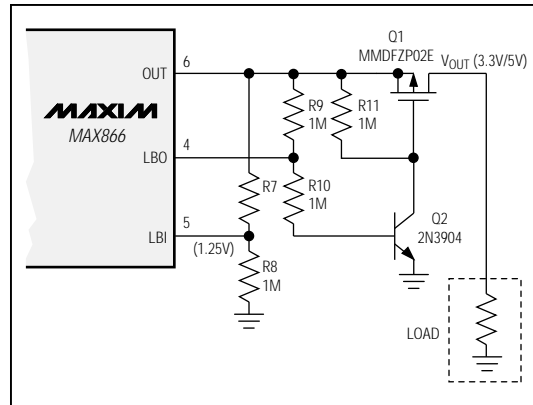 Q1
MMDFZP02E
VOUT (3.3V/5V)
6
OUT
MAXIM
MAX866
R9
1M
R11
1M
4
LBO
R7
R10
1M
Q2
2N3904
5
LBI
(1.25V)
R8
1M
LOAD